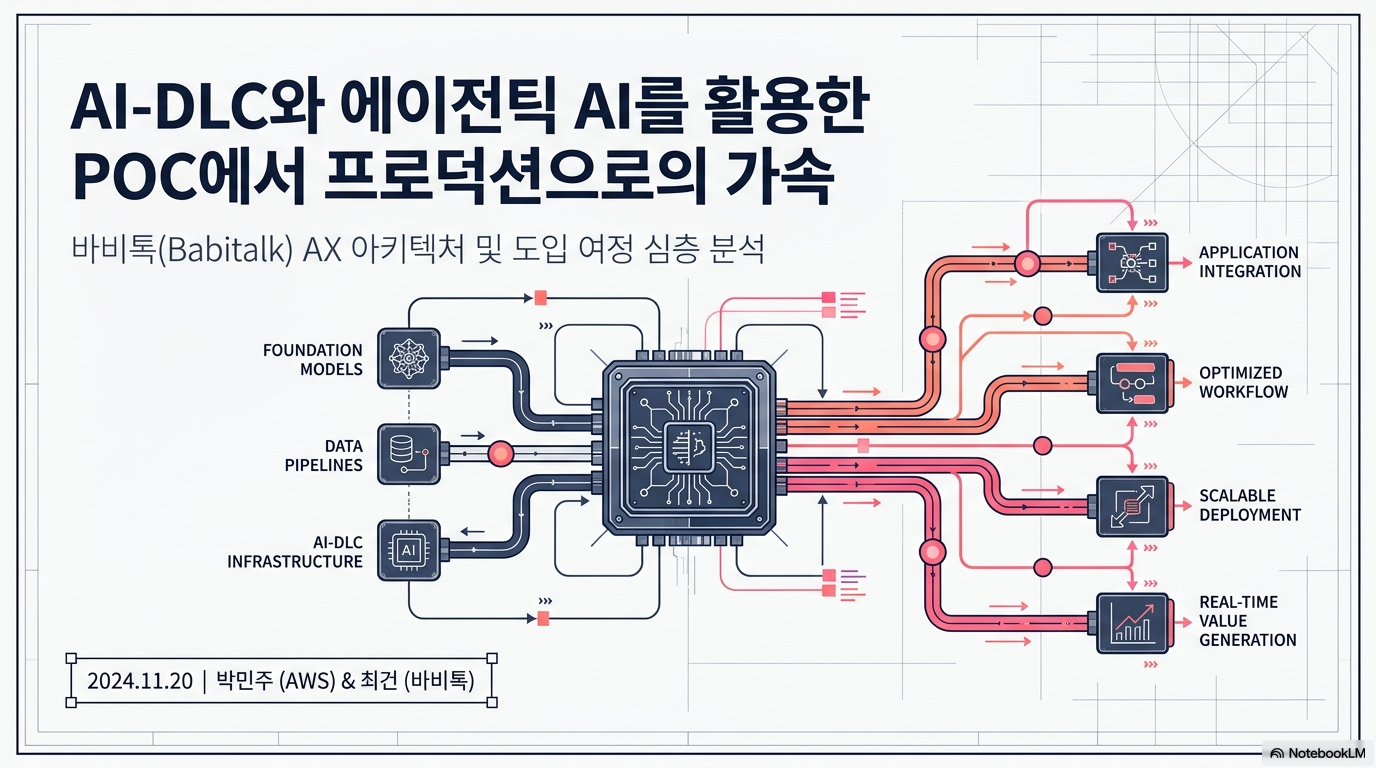 AI-DLC와 에이전틱 AI를 활용한
POC에서 프로덕션으로의 가속
바비톡(Babitalk) AX 아키텍처 및 도입 여정 심층 분석
FOUNDATION
MODELS
DATA
PIPELINES
AI-DLC
INFRASTRUCTURE
AI
APPLICATION
INTEGRATION
OPTIMIZED
WORKFLOW
SCALABLE
DEPLOYMENT
REAL-TIME
VALUE
GENERATION
2024.11.20 | 박민주 (AWS) & 최건 (바비톡)
NotebookLM